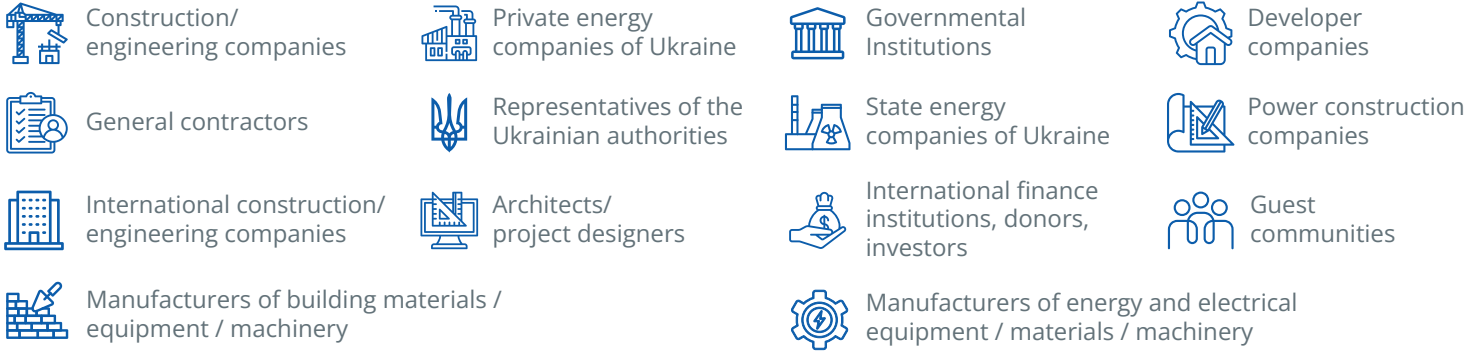 Construction/
engineering companies
Private energy
companies of Ukraine
Governmental
Institutions
Developer
companies
General contractors
Representatives of the
Ukrainian authorities
State energy
companies of Ukraine
Power construction
companies
International construction/
engineering companies
Architects/
project designers
International finance
institutions, donors,
investors
Guest
communities
Manufacturers of building materials /
equipment / machinery
Manufacturers of energy and electrical
equipment / materials / machinery